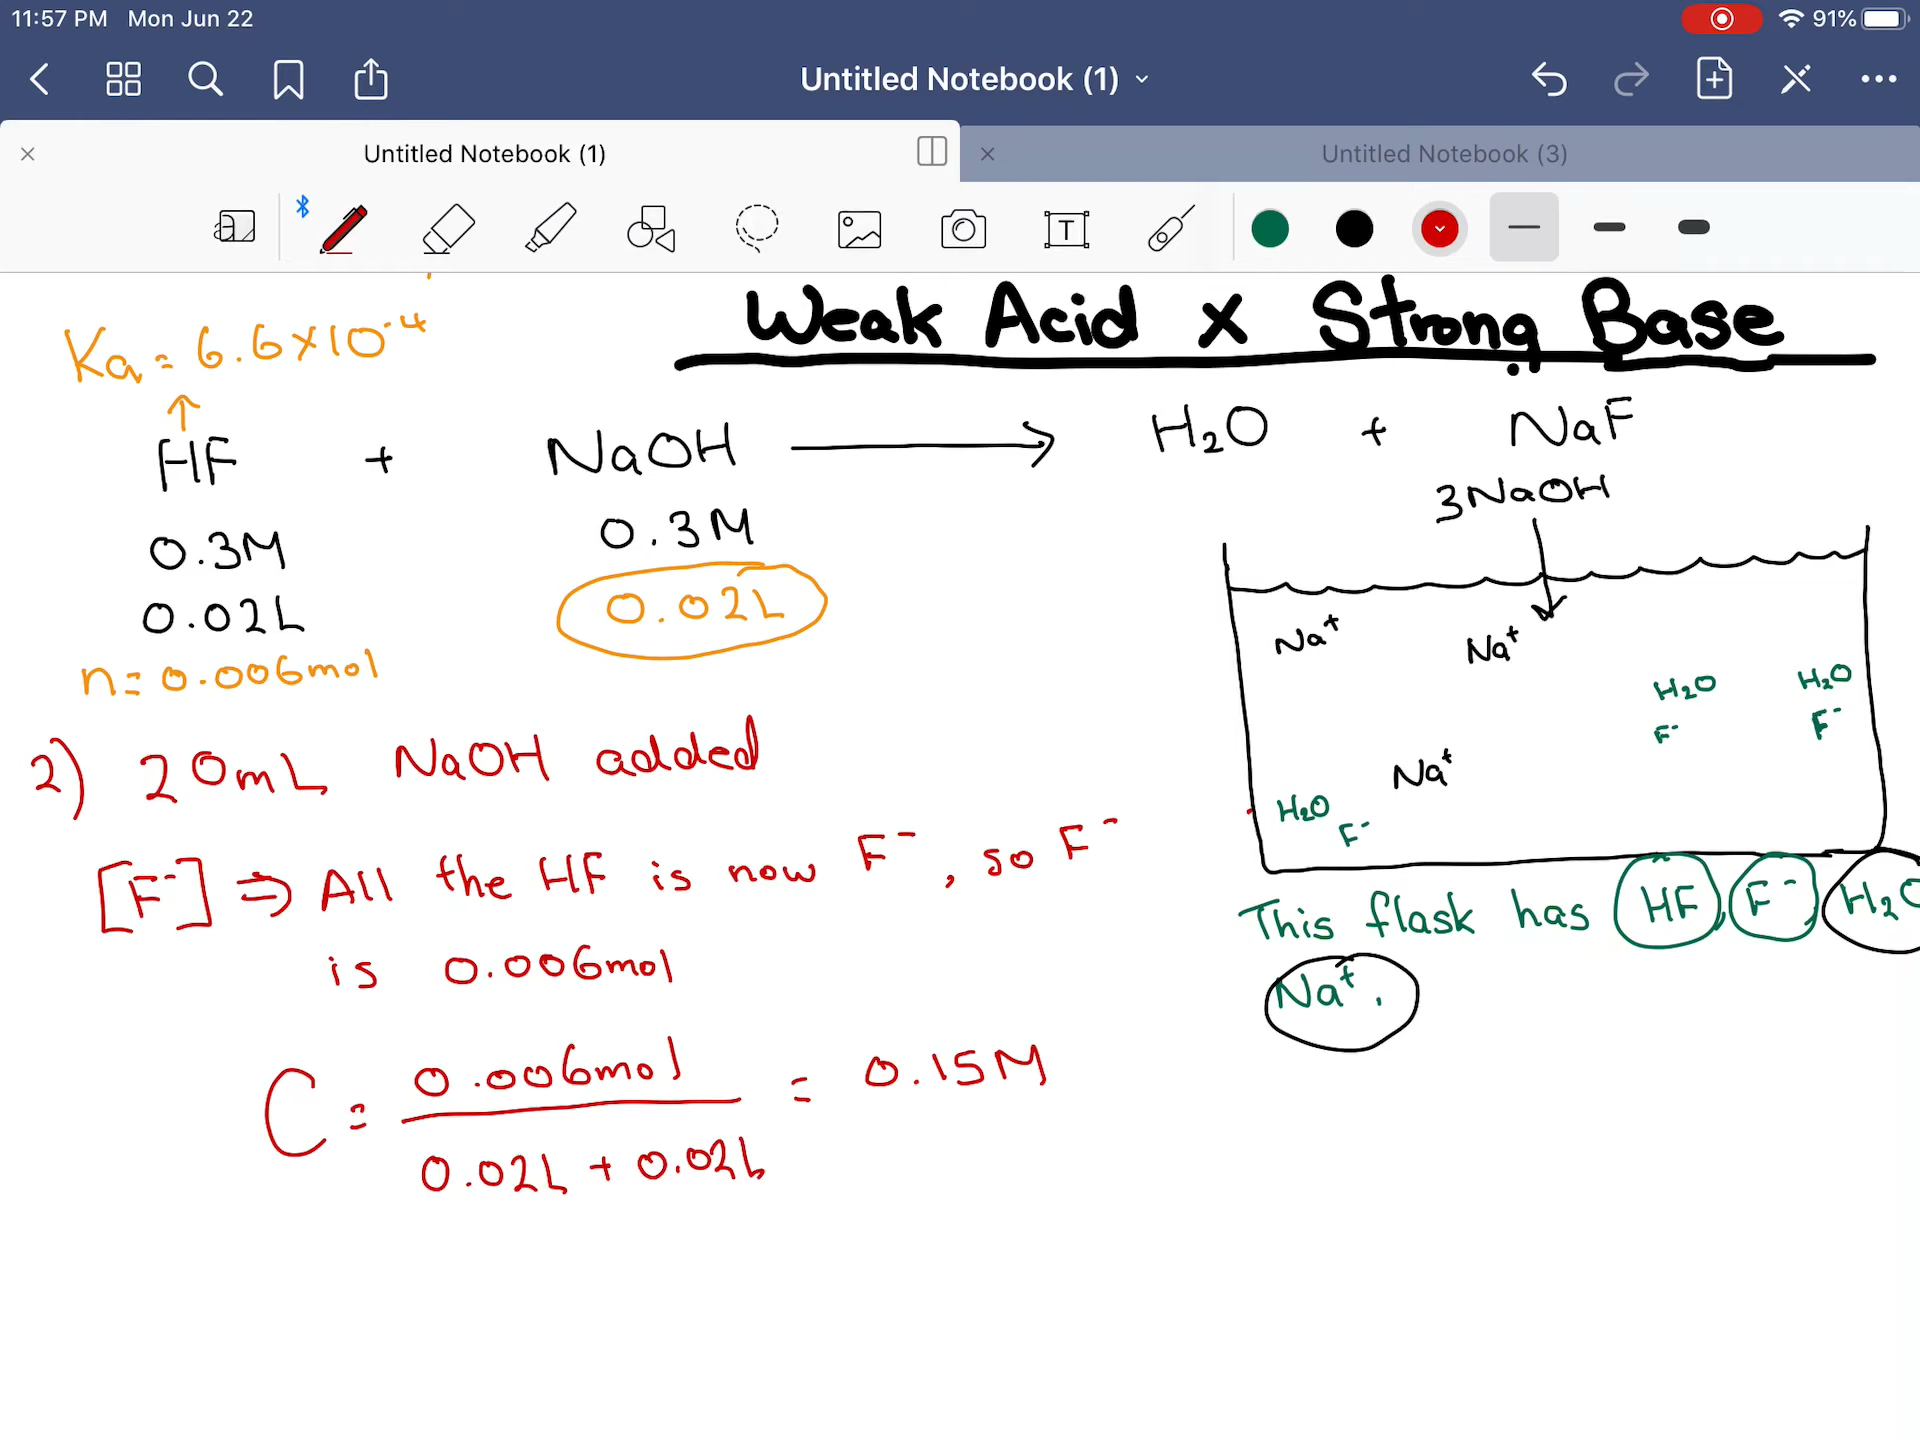 11:57 PM Mon Jun 22
91%
Untitled Notebook (1)
Untitled Notebook (1)
Untitled Notebook (3)
T
Weak Acid x Strong Base
Ka = 6.6×10⁻⁴
HF + NaOH → H₂O + NaF
0.3M 0.3M
0.02L 0.02L
n = 0.006mol
3NaOH
Na⁺ Na⁺
H₂O H₂O
F⁻ F⁻
Na⁺
H₂O
F⁻
This flask has HF, F⁻, H₂O
Na⁺.
2) 20mL NaOH added
[F⁻] ⇒ All the HF is now F⁻, so F⁻
is 0.006mol
C = 0.006mol = 0.15M
0.02L + 0.02L